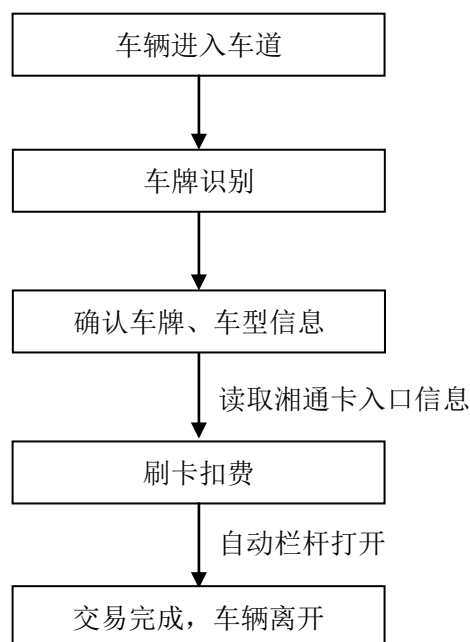 车辆进入车道
车牌识别
确认车牌、车型信息
读取湘通卡入口信息
刷卡扣费
自动栏杆打开
交易完成，车辆离开